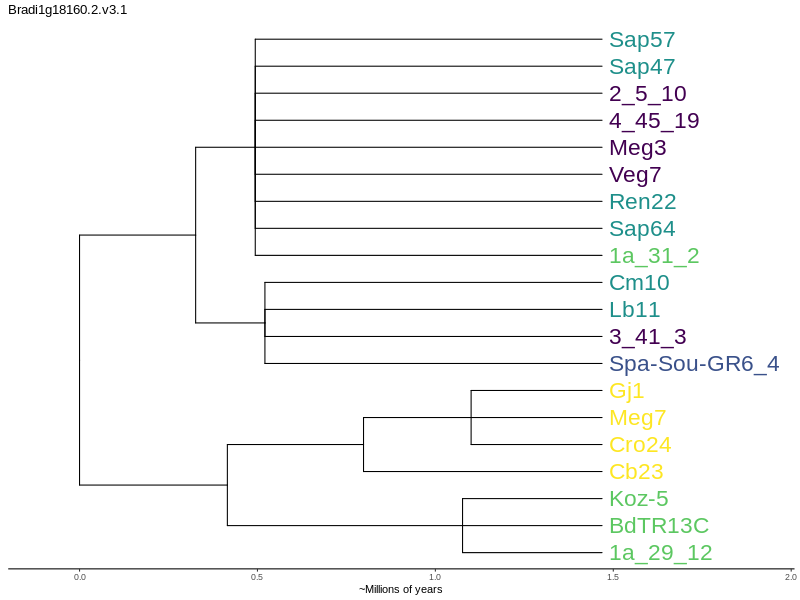 Bradi1g18160.2.v3.1
Sap57
Sap47
2_5_10
4_45_19
Meg3
Veg7
Ren22
Sap64
1a_31_2
Cm10
Lb11
3_41_3
Spa-Sou-GR6_4
Gj1
Meg7
Cro24
Cb23
Koz-5
BdTR13C
1a_29_12
0.0 0.5 1.0 1.5 2.0
~Millions of years